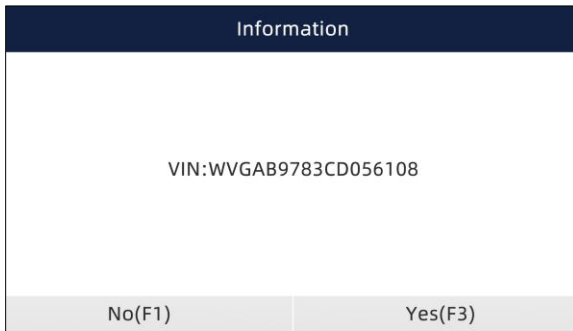 Information
VIN:WVGAB9783CD056108
No(F1)
Yes(F3)